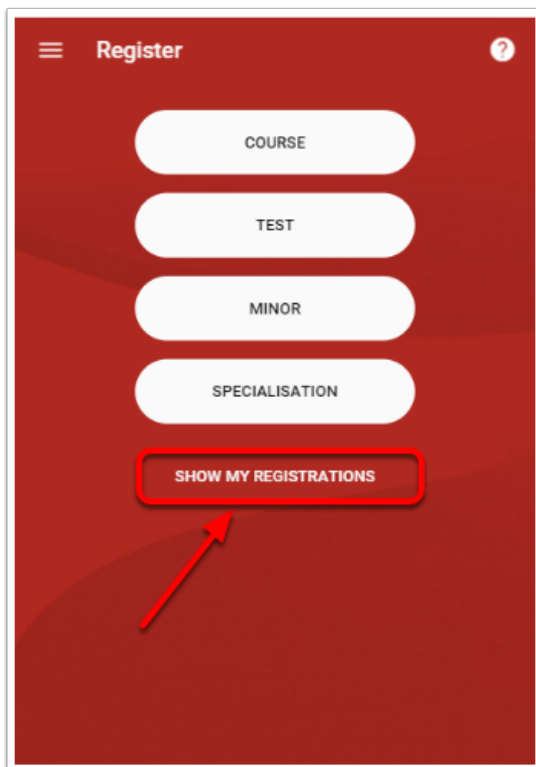 Register ?
COURSE
TEST
MINOR
SPECIALISATION
SHOW MY REGISTRATIONS